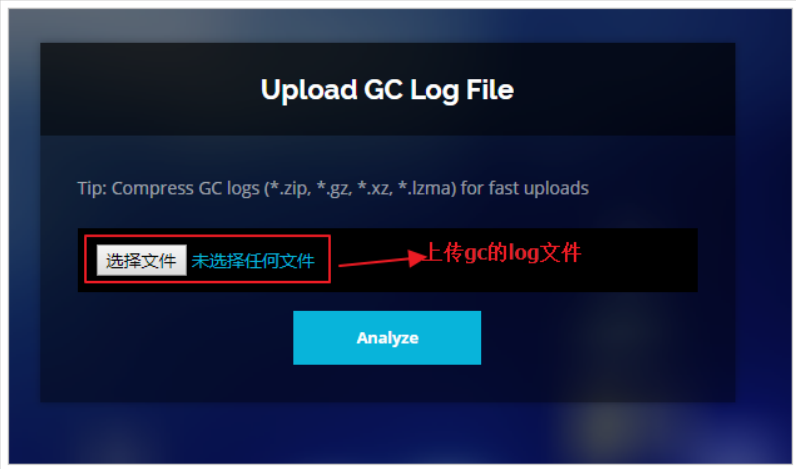 Upload GC Log File
Tip: Compress GC logs (*.zip, *.gz, *.xz, *.lzma) for fast uploads
选择文件 未选择任何文件 上传gc的log文件
Analyze